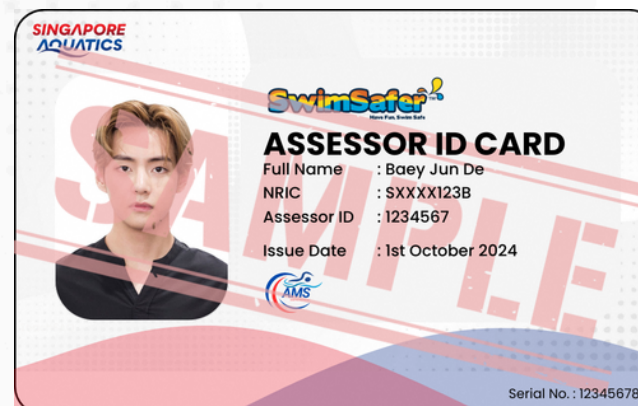 SINGAPORE
AQUATICS
SwimSafer
Have Fun, Swim Safe
ASSESSOR ID CARD
Full Name : Baey Jun De
NRIC : SXXXX123B
Assessor ID : 1234567
Issue Date : 1st October 2024
AMS
SAMPLE
Serial No. : 12345678